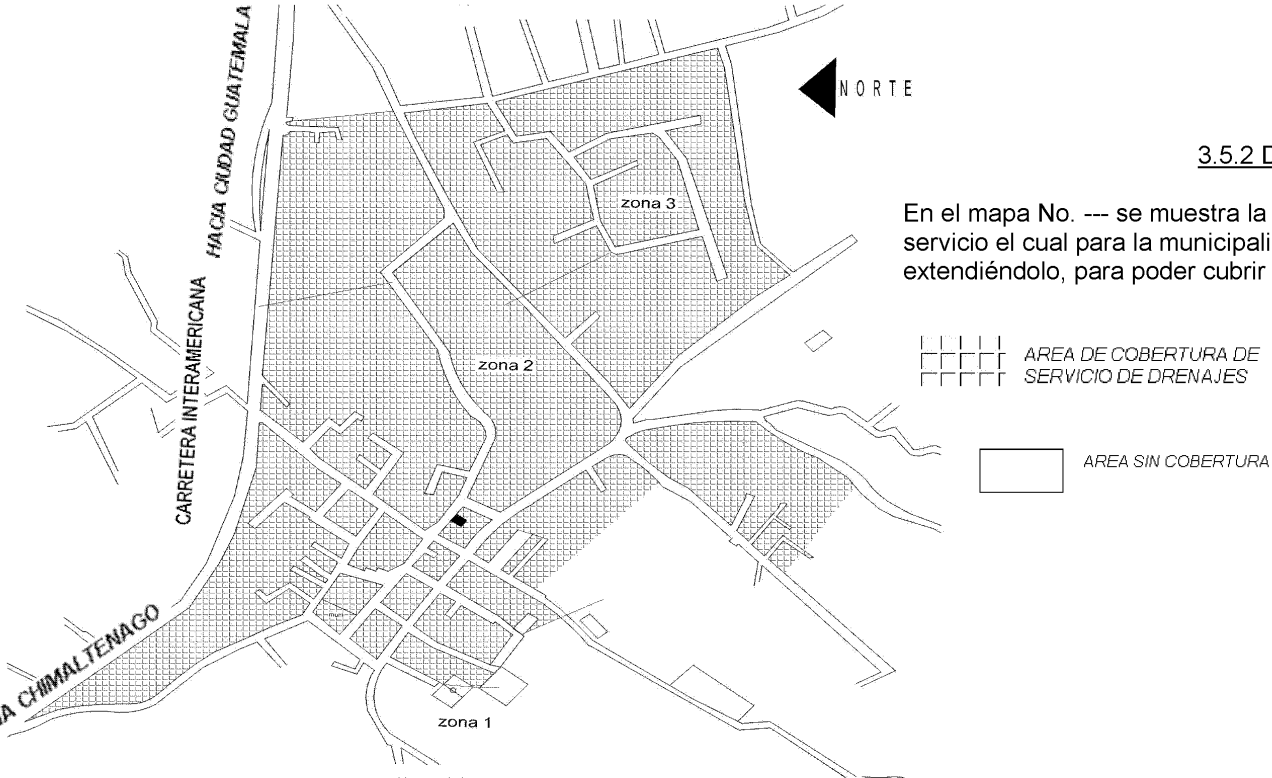 HACIA CIUDAD GUATEMALA
CARRETERA INTERAMERICANA
CHIMALTENAGO
zona 3
zona 2
zona 1
NORTE
3.5.2
En el mapa No. --- se muestra la
servicio el cual para la
extendiéndolo, para poder cubrir
AREA DE COBERTURA DE
SERVICIO DE DRENAJES
AREA SIN COBERTURA